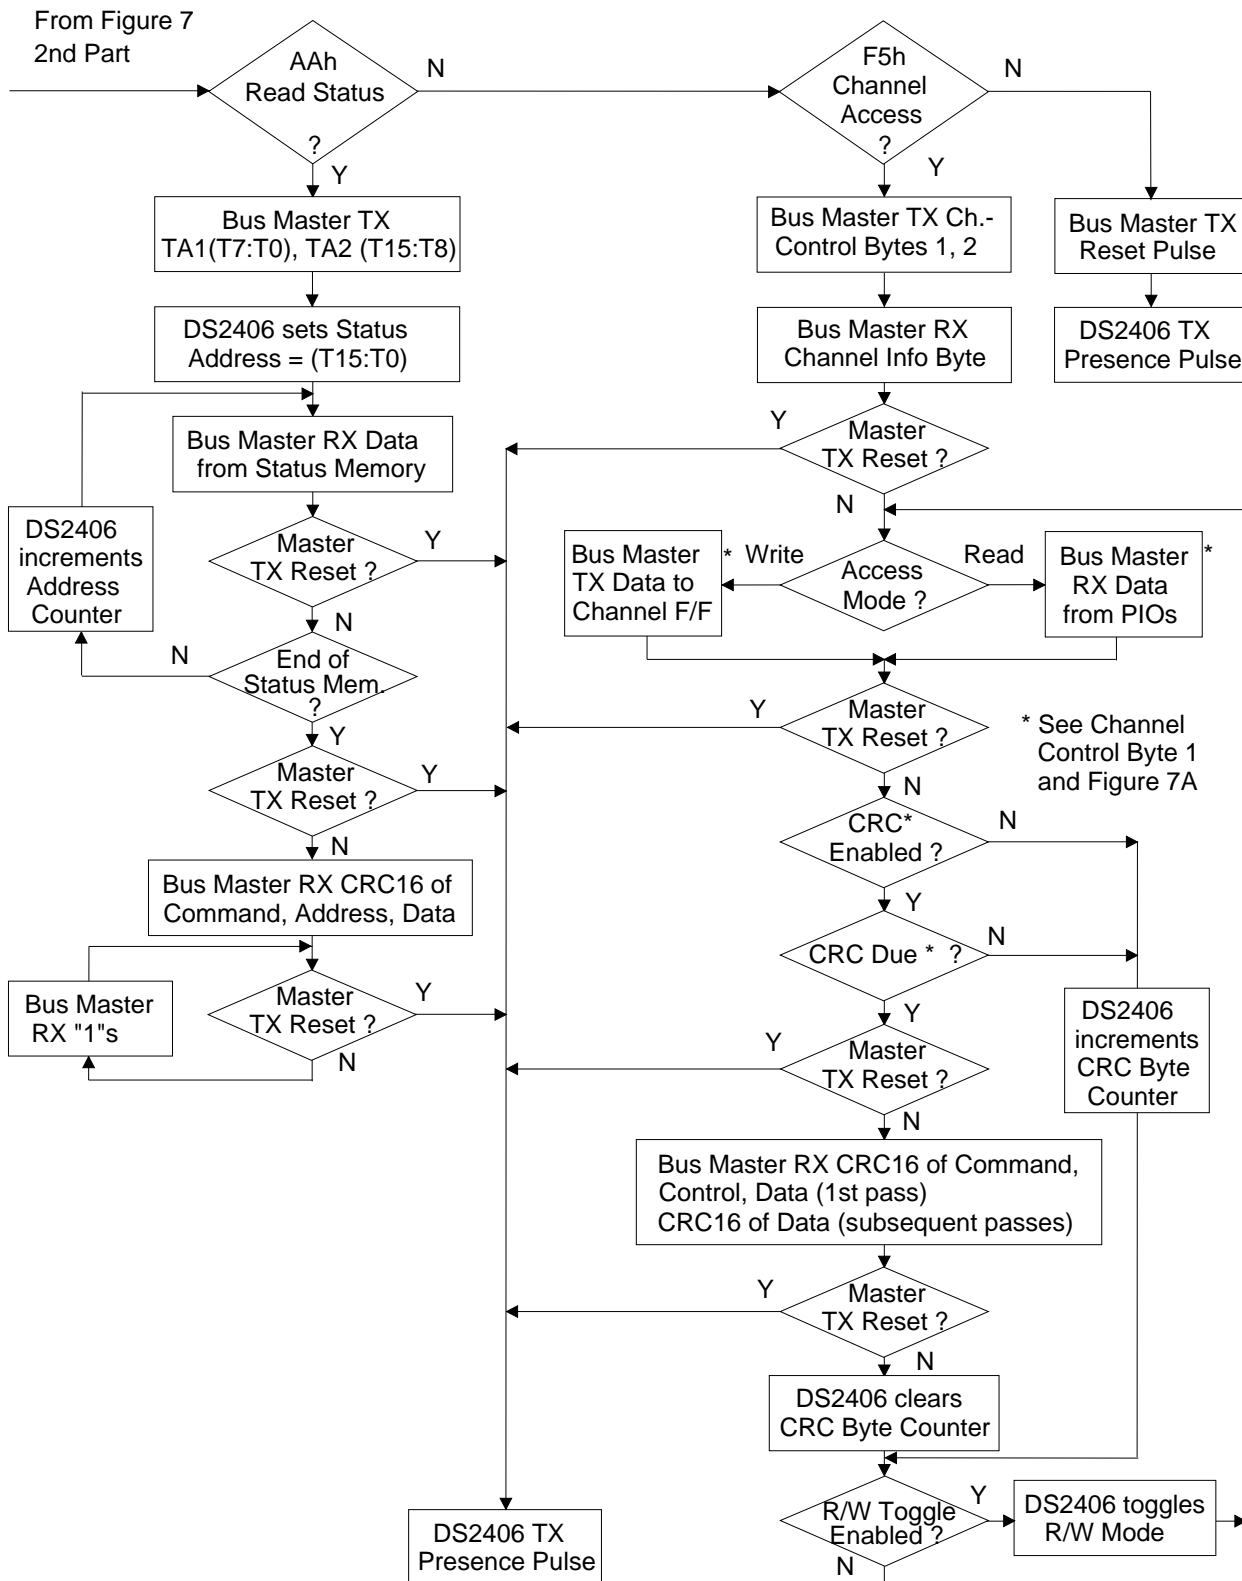 From Figure 7
2nd Part
AAh
Read Status
?
N
Y
F5h
Channel
Access
?
N
Y
Bus Master TX
TA1(T7:T0), TA2 (T15:T8)
Bus Master TX Ch.-
Control Bytes 1, 2
Bus Master TX
Reset Pulse
DS2406 sets Status
Address = (T15:T0)
Bus Master RX
Channel Info Byte
DS2406 TX
Presence Pulse
Bus Master RX Data
from Status Memory
Y
Master
TX Reset ?
N
DS2406
increments
Address
Counter
Master
TX Reset ?
Y
N
Bus Master
TX Data to
Channel F/F
* Write
Access
Mode ?
Read
Bus Master
RX Data
from PIOs
*
N
End of
Status Mem.
?
Y
Y
Master
TX Reset ?
N
* See Channel
Control Byte 1
and Figure 7A
Master
TX Reset ?
Y
N
CRC*
Enabled ?
N
Y
Bus Master RX CRC16 of
Command, Address, Data
CRC Due * ?
N
Y
Bus Master
RX "1"s
Master
TX Reset ?
Y
N
Y
Master
TX Reset ?
N
DS2406
increments
CRC Byte
Counter
Bus Master RX CRC16 of Command,
Control, Data (1st pass)
CRC16 of Data (subsequent passes)
Y
Master
TX Reset ?
N
DS2406 clears
CRC Byte Counter
R/W Toggle
Enabled ?
Y
N
DS2406 toggles
R/W Mode
DS2406 TX
Presence Pulse